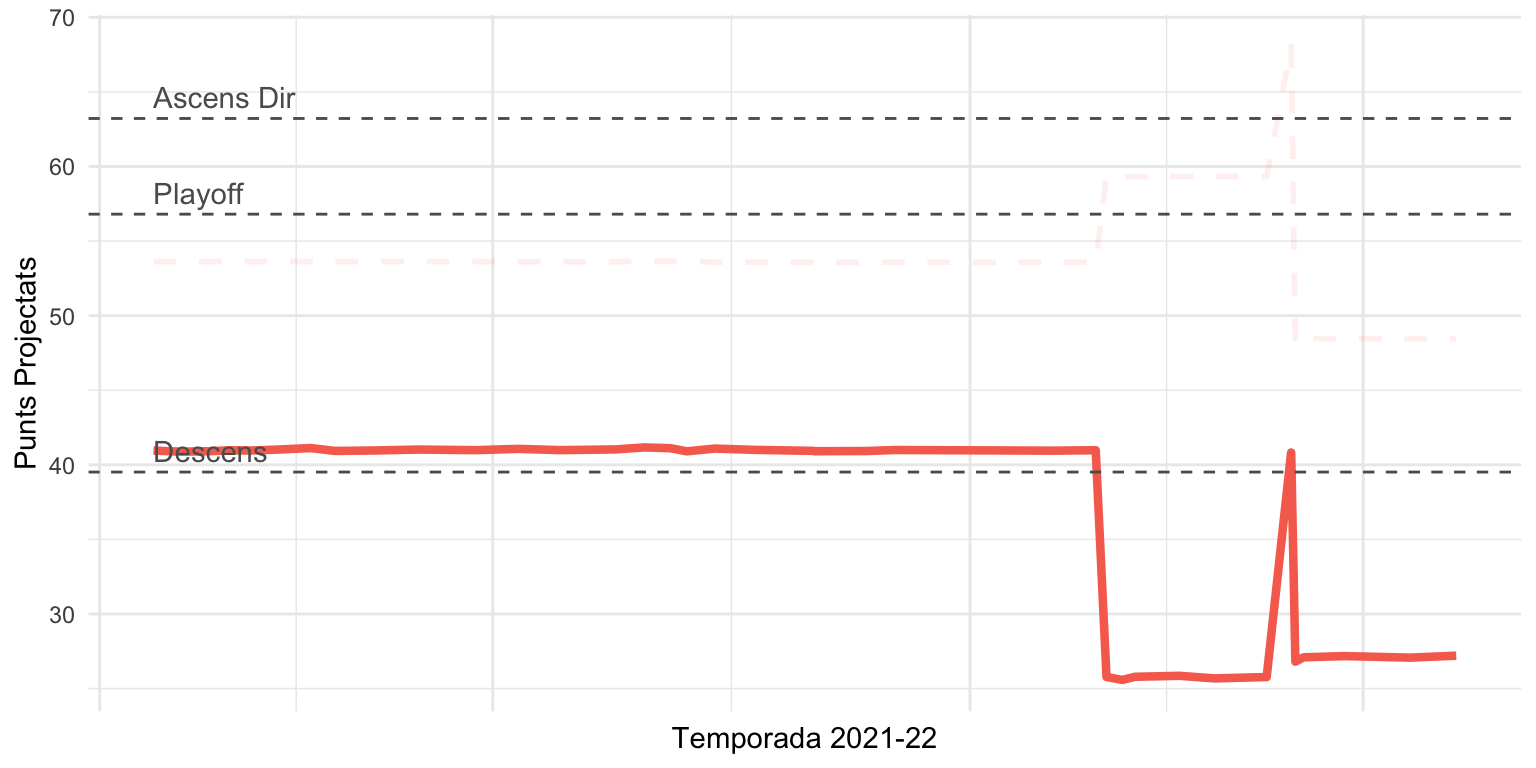 70
Ascens Dir
60
Playoff
50
Punts Projectats
Descens
40
30
Temporada 2021-22